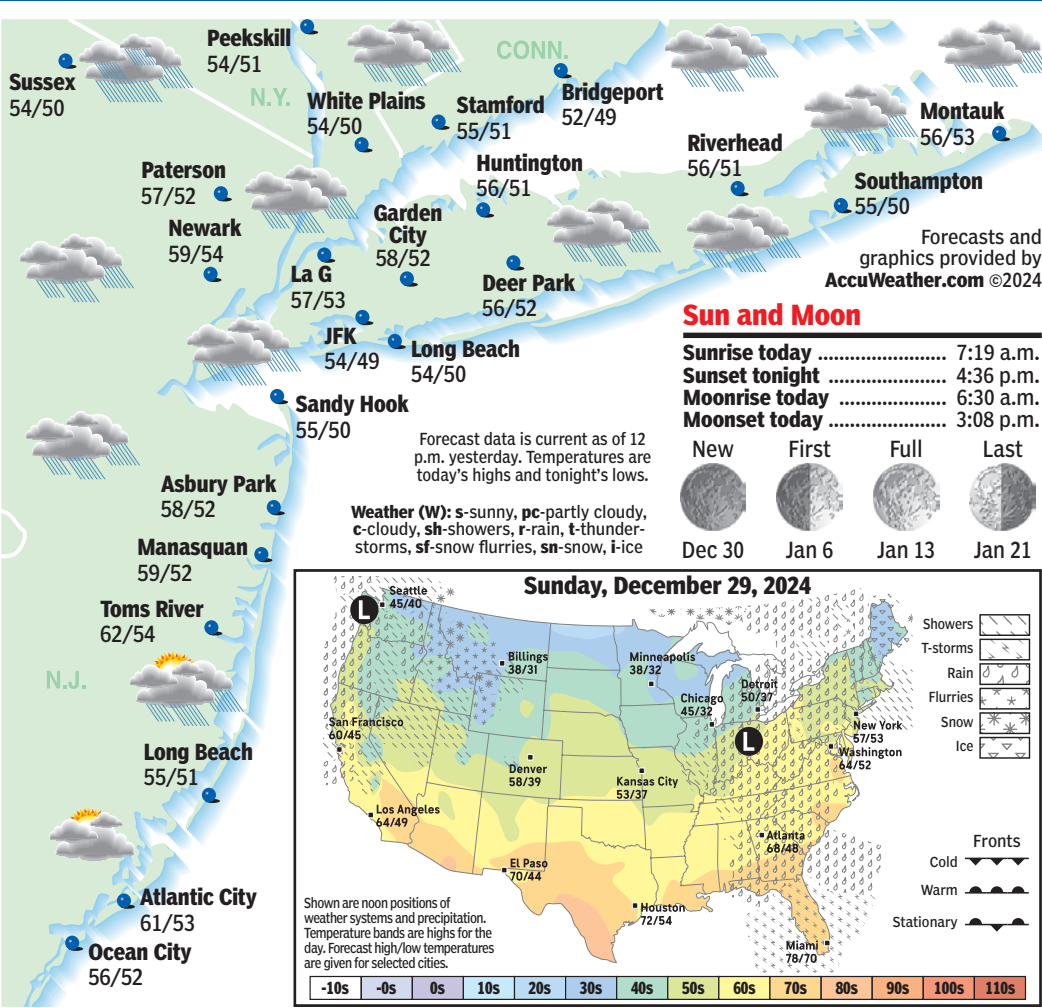 Peekskill
54/51
CONN.
Sussex
54/50
N.Y.
White Plains
54/50
Stamford
55/51
Bridgeport
52/49
Montauk
56/53
Riverhead
56/51
Huntington
56/51
Paterson
57/52
Southampton
55/50
Newark
59/54
Garden
City
58/52
La G
57/53
Deer Park
56/52
JFK
54/49
Long Beach
54/50
Sandy Hook
55/50
Asbury Park
58/52
Manasquan
59/52
Toms River
62/54
N.J.
Long Beach
55/51
Atlantic City
61/53
Ocean City
56/52
Forecasts and
graphics provided by
AccuWeather.com ©2024
Sun and Moon
Sunrise today ........................ 7:19 a.m.
Sunset tonight ...................... 4:36 p.m.
Moonrise today .................... 6:30 a.m.
Moonset today ..................... 3:08 p.m.
New First Full Last
Dec 30 Jan 6 Jan 13 Jan 21
Forecast data is current as of 12
p.m. yesterday. Temperatures are
today's highs and tonight's lows.
Weather (W): s-sunny, pc-partly cloudy,
c-cloudy, sh-showers, r-rain, t-thunder-
storms, sf-snow flurries, sn-snow, i-ice
Sunday, December 29, 2024
L
Seattle
45/40
Billings
38/31
Minneapolis
38/32
Chicago
45/32
Detroit
50/37
San Francisco
60/45
L
New York
57/53
Washington
64/52
Denver
58/39
Kansas City
53/37
Los Angeles
64/49
Atlanta
68/48
El Paso
70/44
Houston
72/54
Miami
78/70
Showers
T-storms
Rain
Flurries
Snow
Ice
Fronts
Cold
Warm
Stationary
Shown are noon positions of
weather systems and precipitation.
Temperature bands are highs for the
day. Forecast high/low temperatures
are given for selected cities.
-10s -0s 0s 10s 20s 30s 40s 50s 60s 70s 80s 90s 100s 110s